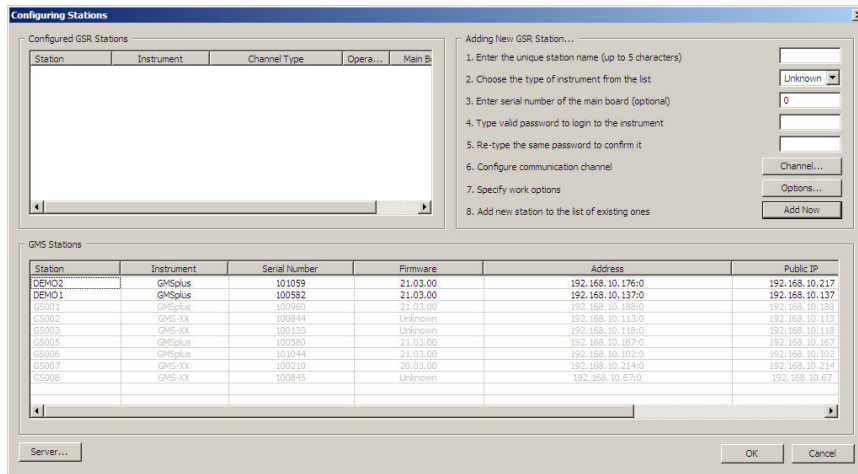 Configuring Stations
Configured GSR Stations
Station Instrument Channel Type Opera... Main B
Adding New GSR Station...
1. Enter the unique station name (up to 5 characters)
2. Choose the type of instrument from the list Unknown
3. Enter serial number of the main board (optional) 0
4. Type valid password to login to the instrument
5. Re-type the same password to confirm it
6. Configure communication channel Channel...
7. Specify work options Options...
8. Add new station to the list of existing ones Add Now
GMS Stations
Station Instrument Serial Number Firmware Address Public IP
DEMO2 GMSplus 101059 21.03.00 192.168.10.176:0 192.168.10.217
DEMO1 GMSplus 100582 21.03.00 192.168.10.137:0 192.168.10.137
GS001 GMSplus 100960 21.03.00 192.168.10.188:0 192.168.10.188
GS002 GMS-XX 100844 Unknown 192.168.10.113:0 192.168.10.113
GS003 GMS-XX 100133 Unknown 192.168.10.118:0 192.168.10.118
GS005 GMSplus 100580 21.03.00 192.168.10.167:0 192.168.10.167
GS006 GMSplus 101044 21.03.00 192.168.10.102:0 192.168.10.102
GS007 GMS-XX 100210 20.03.00 192.168.10.214:0 192.168.10.214
GS008 GMS-XX 100845 Unknown 192.168.10.67:0 192.168.10.67
Server... OK Cancel